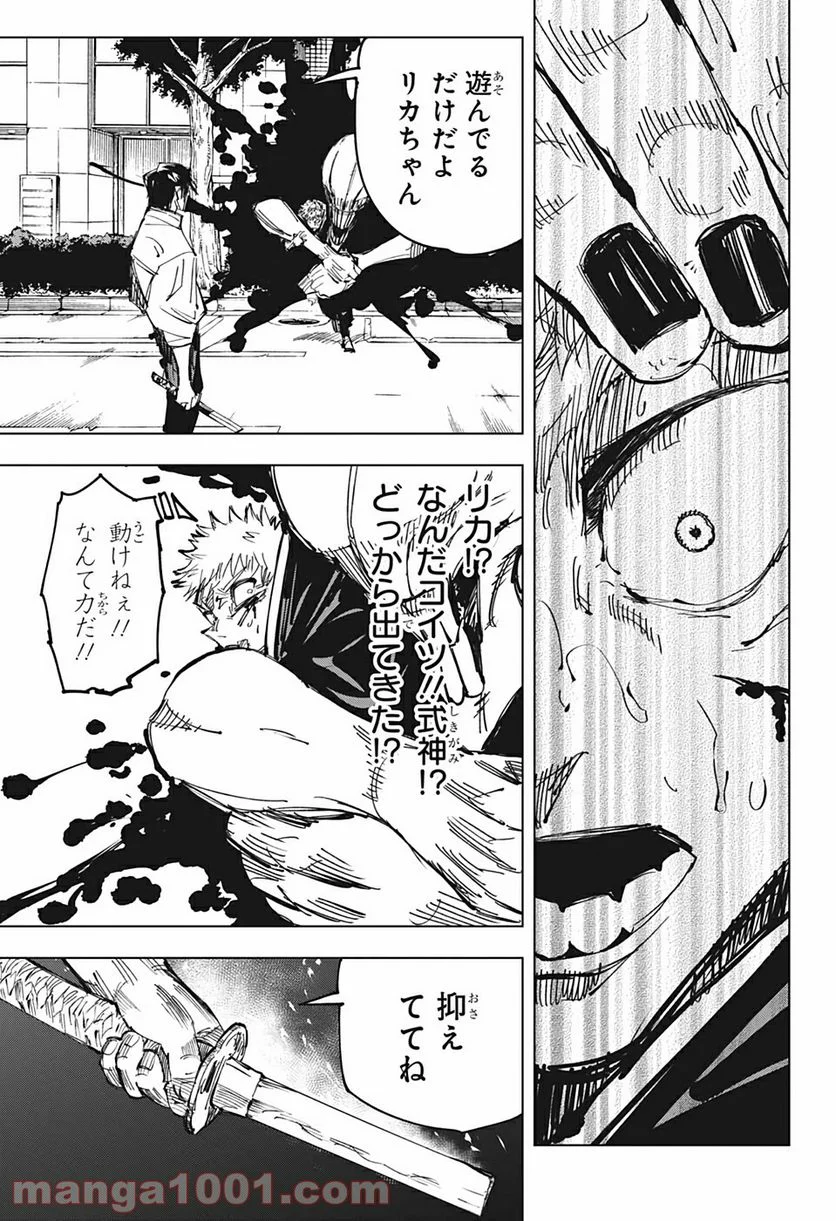 遊んでる
だけだよ
リカちゃん
リカ!?
なんだコイツ!!式神!?
どっから出てきた!?
動けねぇ!!
なんて力だ!!
抑え
ててね
manga1001.com